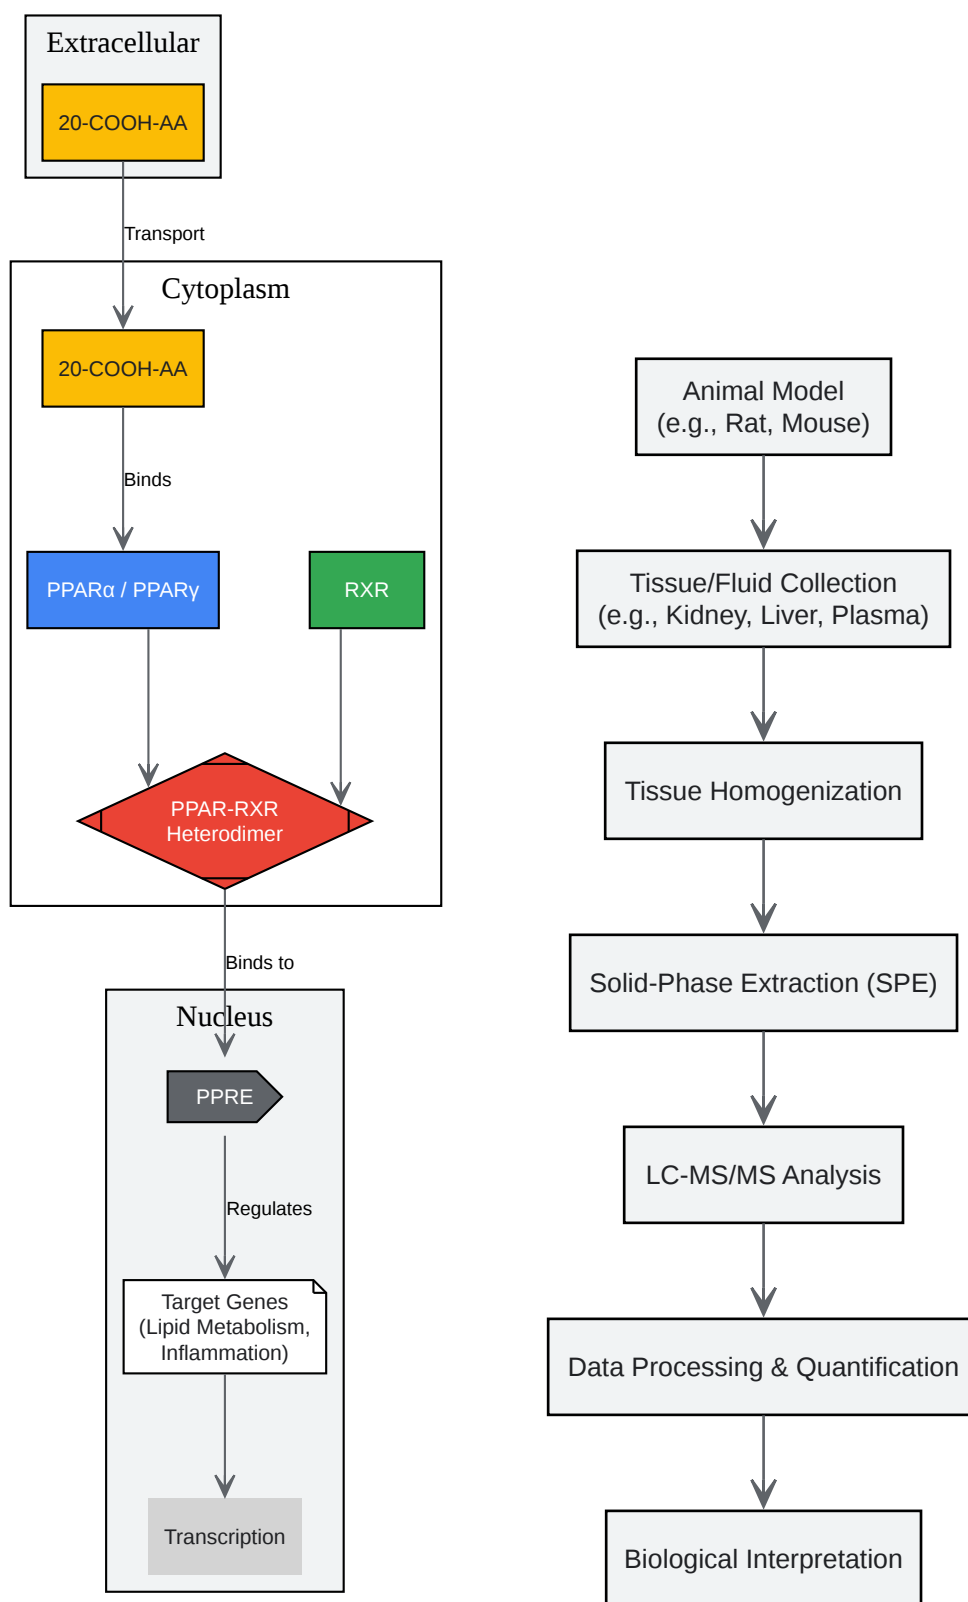 Extracellular
20-COOH-AA
Transport
Cytoplasm
20-COOH-AA
Binds
PPARα / PPARγ
RXR
PPAR-RXR
Heterodimer
Binds to
Nucleus
PPRE
Regulates
Target Genes
(Lipid Metabolism,
Inflammation)
Transcription
Animal Model
(e.g., Rat, Mouse)
Tissue/Fluid Collection
(e.g., Kidney, Liver, Plasma)
Tissue Homogenization
Solid-Phase Extraction (SPE)
LC-MS/MS Analysis
Data Processing & Quantification
Biological Interpretation